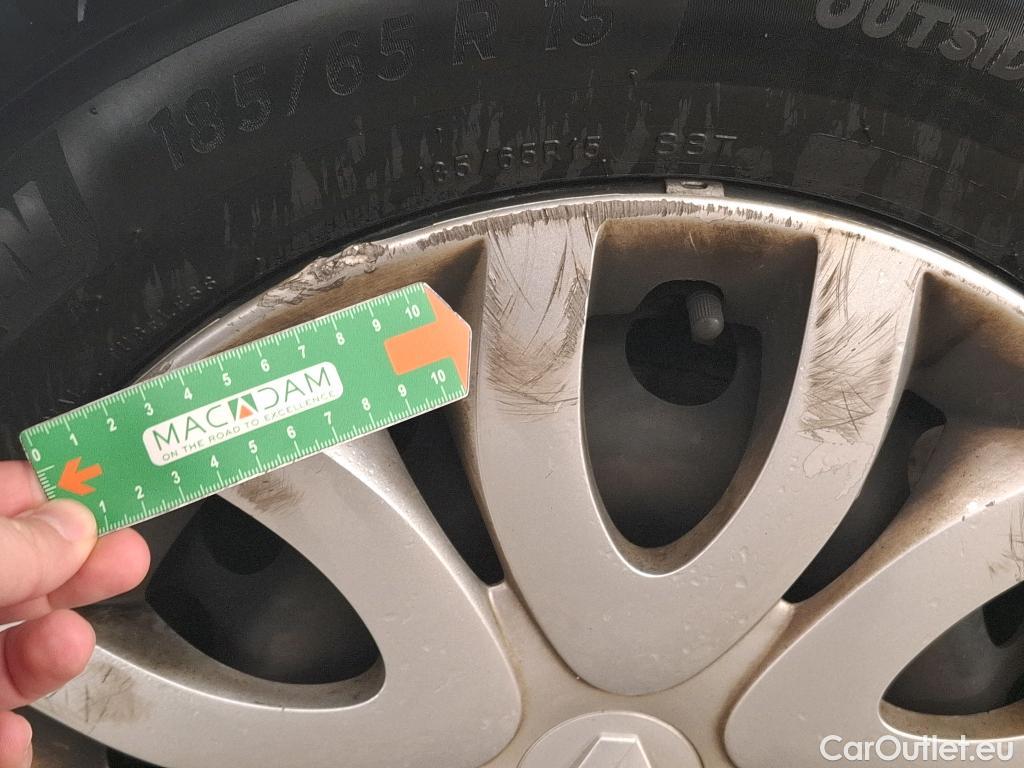 185/65 R 15
OUTSID
185/65R15 SST
1 2 3 4 5 6 7 8 9 10
0
MACADAM
ON THE ROAD TO EXCELLENCE
1 2 3 4 5 6 7 8 9 10
CarOutlet.eu